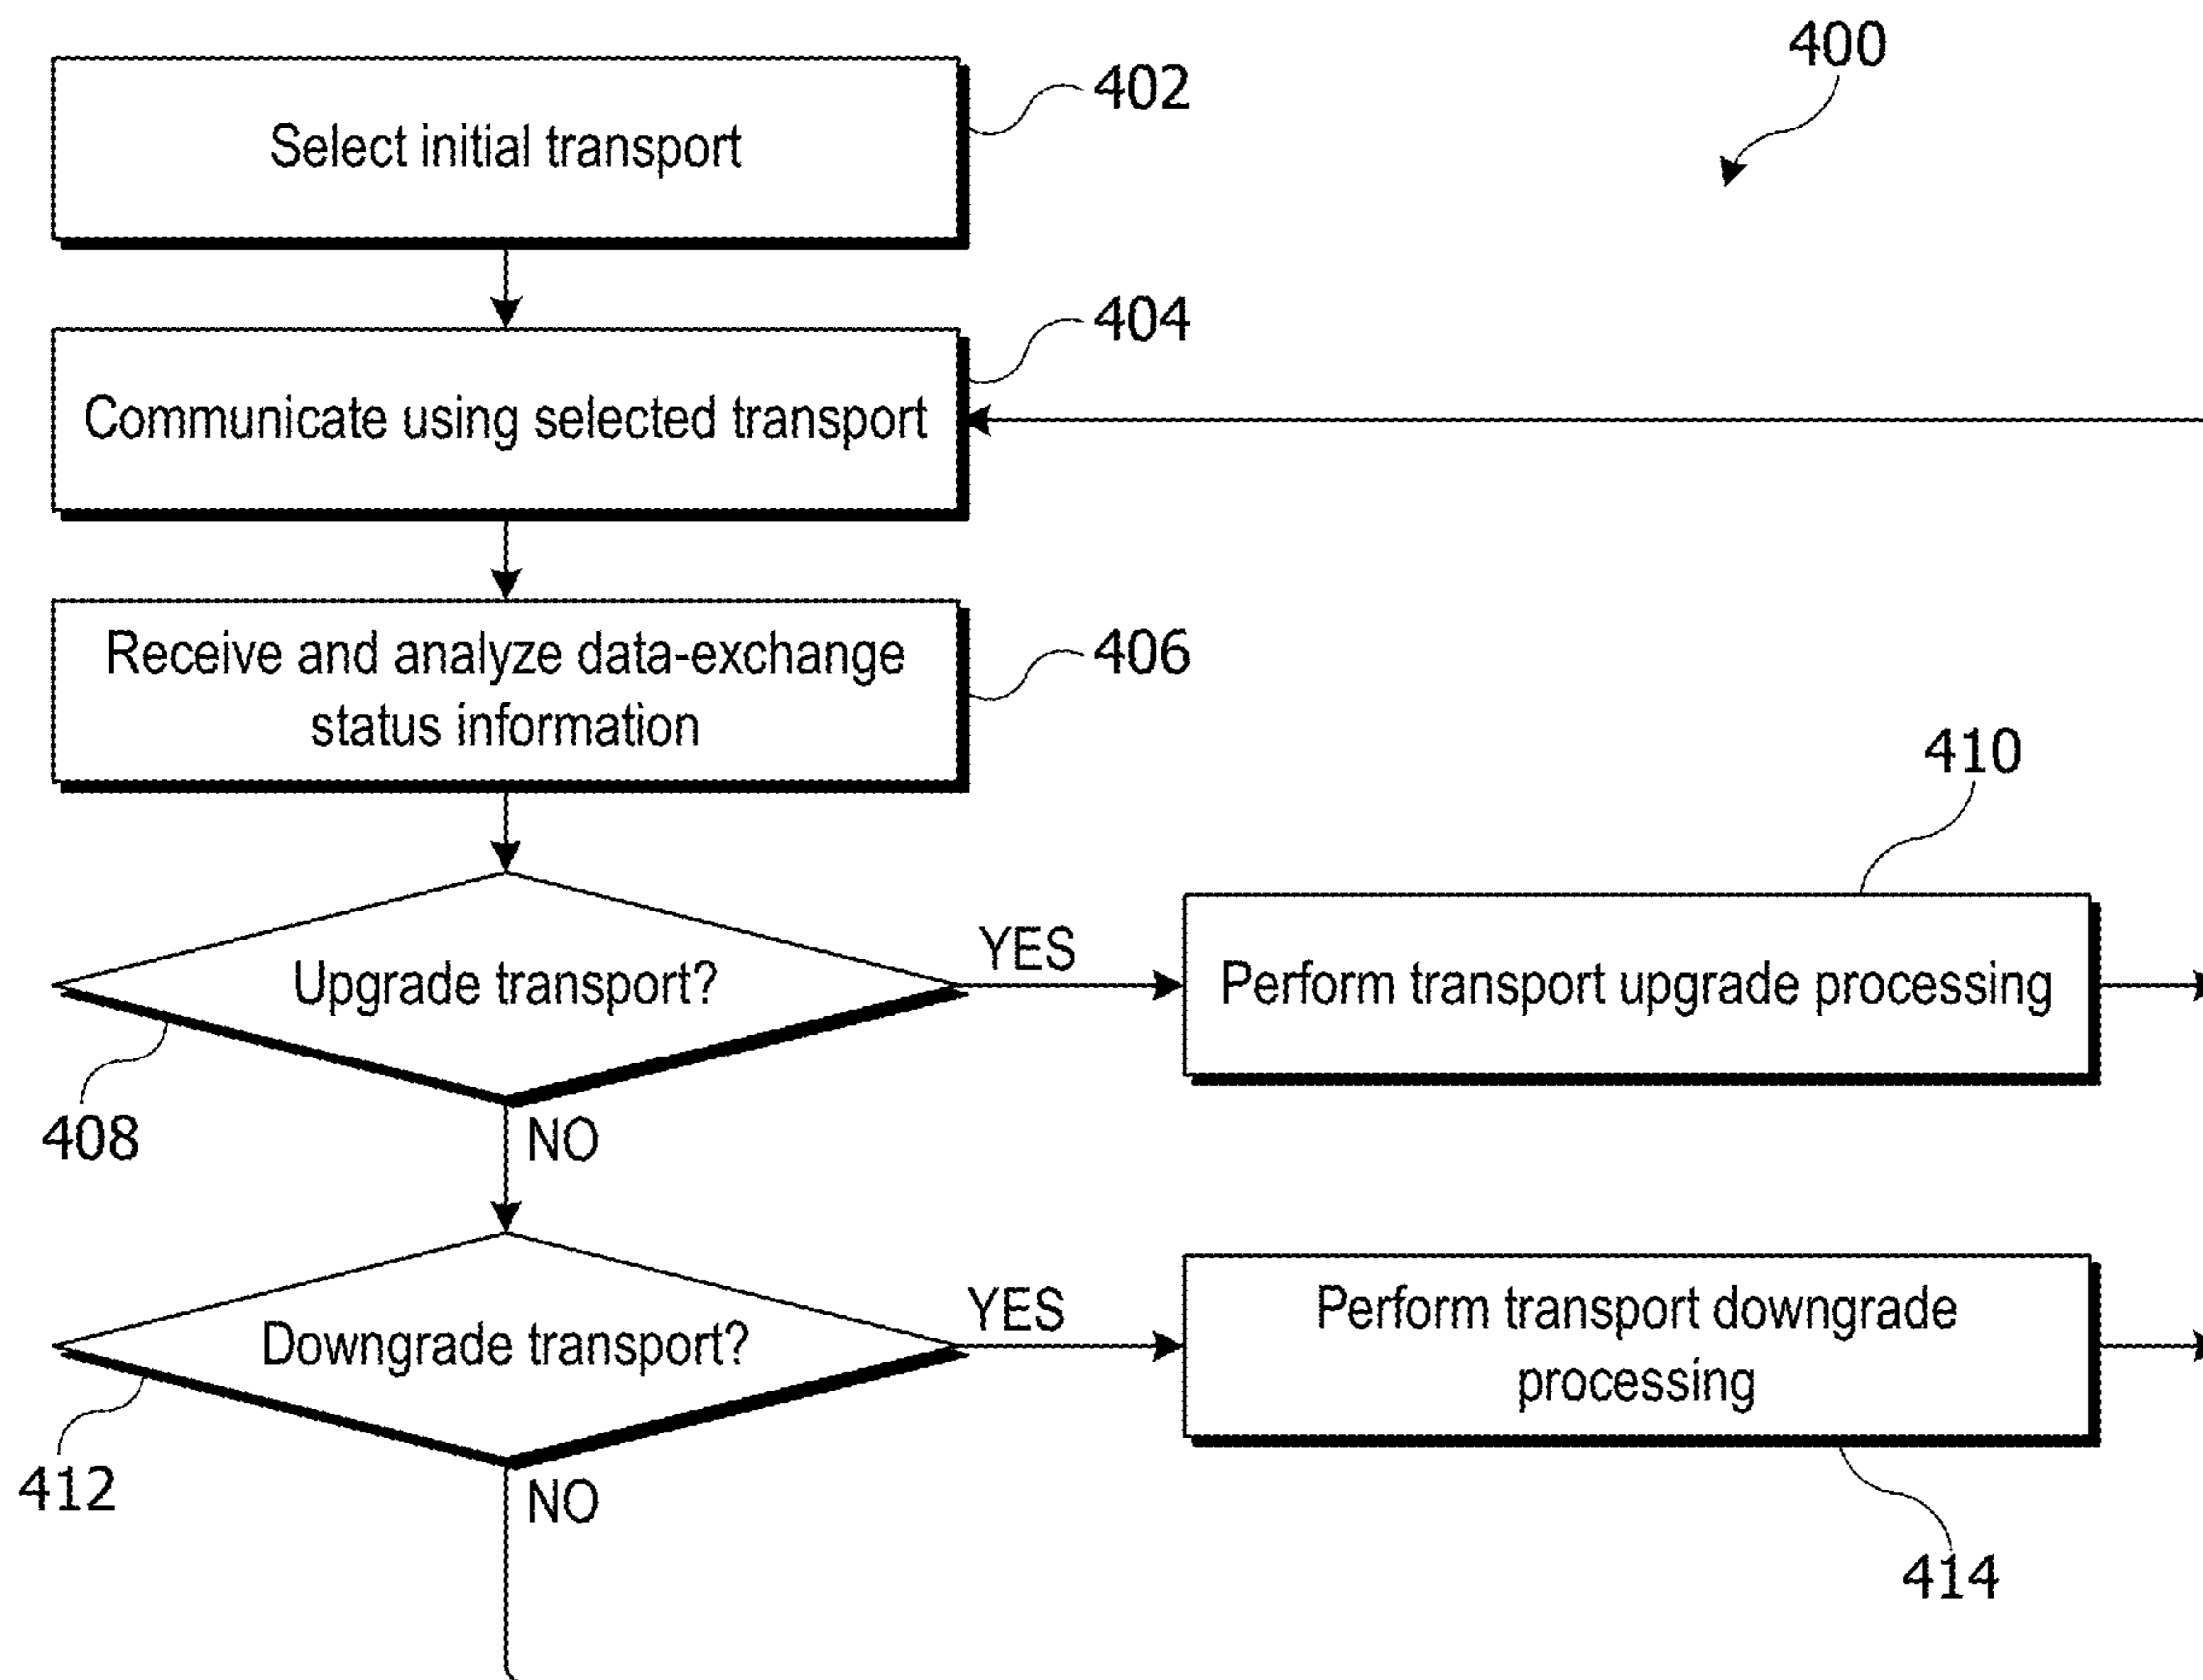 400
Select initial transport
402
Communicate using selected transport
404
Receive and analyze data-exchange
status information
406
410
Upgrade transport?
YES
Perform transport upgrade processing
408
NO
Downgrade transport?
YES
Perform transport downgrade
processing
412
NO
414